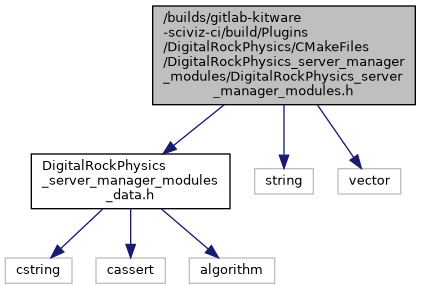 /builds/gitlab-kitware
-sciviz-ci/build/Plugins
/DigitalRockPhysics/CMakeFiles
/DigitalRockPhysics_server_manager
_modules/DigitalRockPhysics_server
_manager_modules.h
DigitalRockPhysics
_server_manager_modules
_data.h
string
vector
cstring
cassert
algorithm